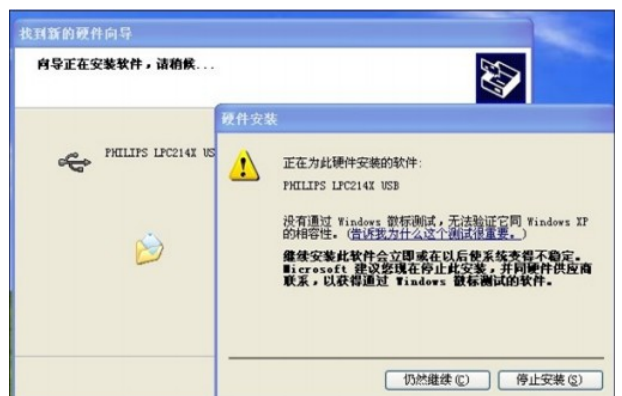 找到新的硬件向导
向导正在安装软件，请稍候...
硬件安装
PHILIPS LPC214X US
正在为此硬件安装的软件:
PHILIPS LPC214X USB
没有通过 Windows 徽标测试，无法验证它同 Windows XP
的相容性。(告诉我为什么这个测试很重要。)
继续安装此软件会立即或在以后使系统变得不稳定。
Microsoft 建议您现在停止此安装，并同硬件供应商
联系，以获得通过 Windows 徽标测试的软件。
仍然继续(C) 停止安装(S)